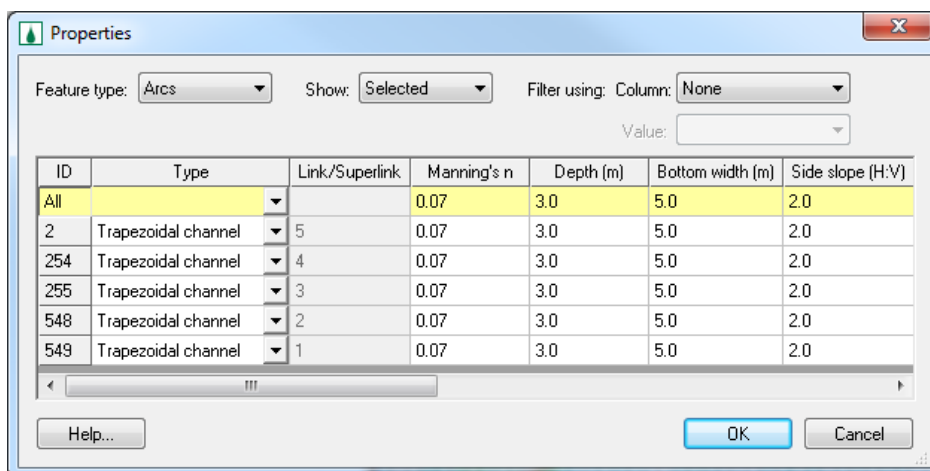 Properties
Feature type: Arcs Show: Selected Filter using: Column: None
Value:
ID Type Link/Superlink Manning's n Depth (m) Bottom width (m) Side slope (H:V)
All 0.07 3.0 5.0 2.0
2 Trapezoidal channel 5 0.07 3.0 5.0 2.0
254 Trapezoidal channel 4 0.07 3.0 5.0 2.0
255 Trapezoidal channel 3 0.07 3.0 5.0 2.0
548 Trapezoidal channel 2 0.07 3.0 5.0 2.0
549 Trapezoidal channel 1 0.07 3.0 5.0 2.0
Help... OK Cancel